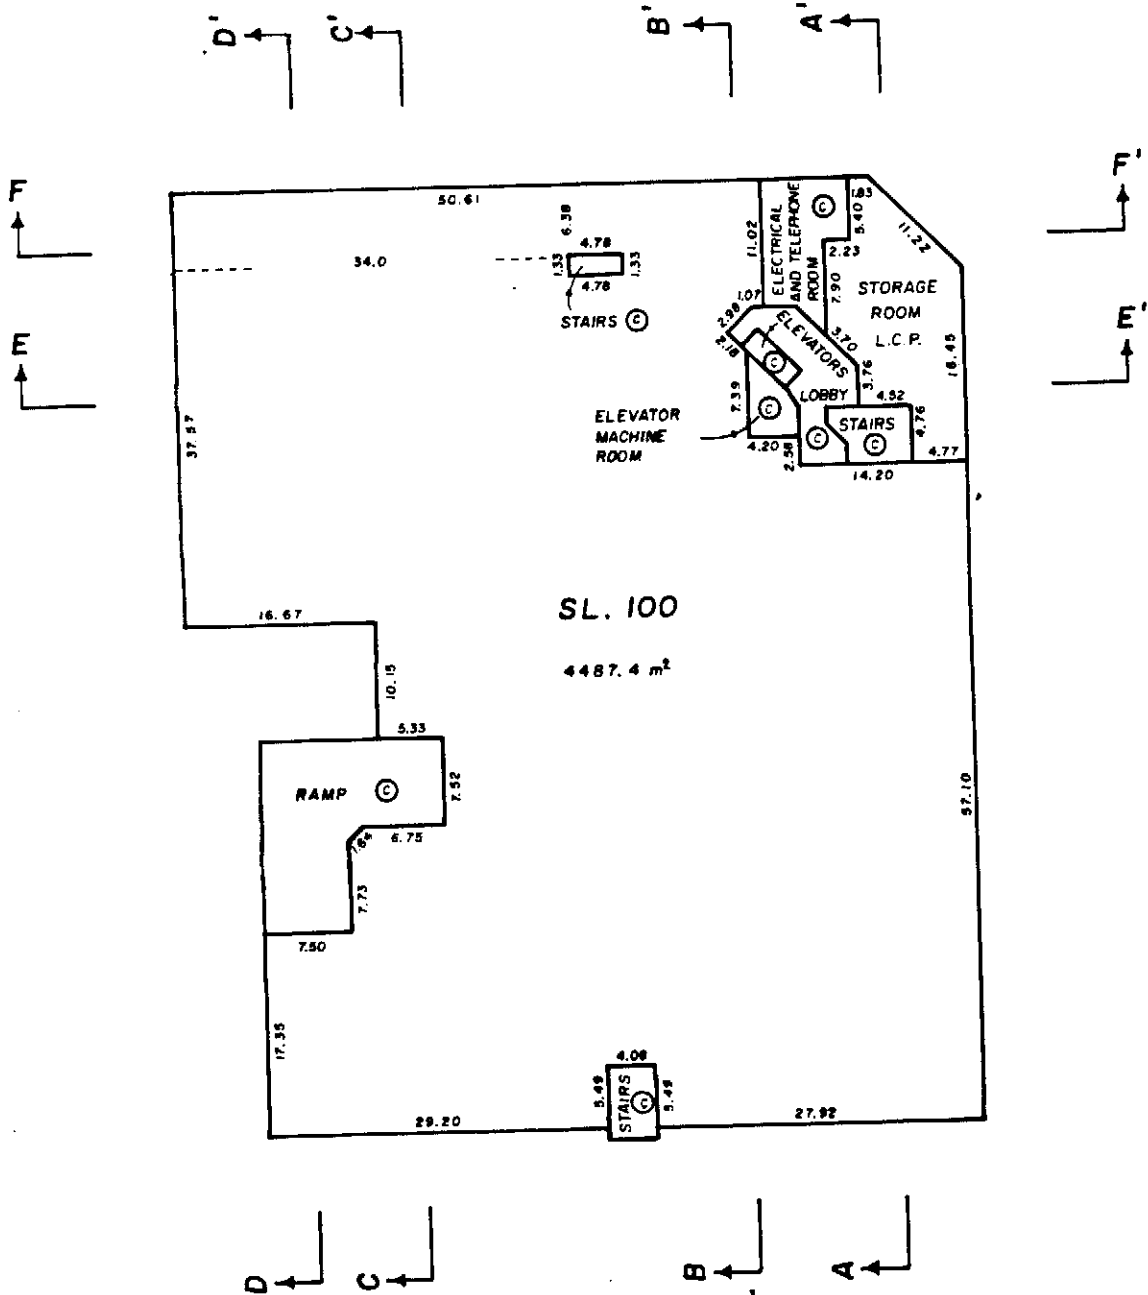 D'
C'
B'
A'
F
F'
50.61
6.38
4.78
1.33
1.33
4.78
34.0
STAIRS C
11.02
ELECTRICAL
AND TELEPHONE
ROOM
C
1.83
5.40
2.23
7.90
11.22
STORAGE
ROOM
L.C.P.
1.07
2.98
2.18
ELEVATORS
C
3.70
3.76
16.45
E
E'
LOBBY
C
4.52
STAIRS
C
4.76
7.39
C
ELEVATOR
MACHINE
ROOM
4.20
2.58
14.20
4.77
37.57
16.67
SL. 100
4487.4 m²
10.15
5.33
RAMP C
7.52
1.84
6.75
7.73
7.50
57.10
17.35
4.08
5.49
STAIRS
C
5.49
29.20
27.92
D
C
B
A